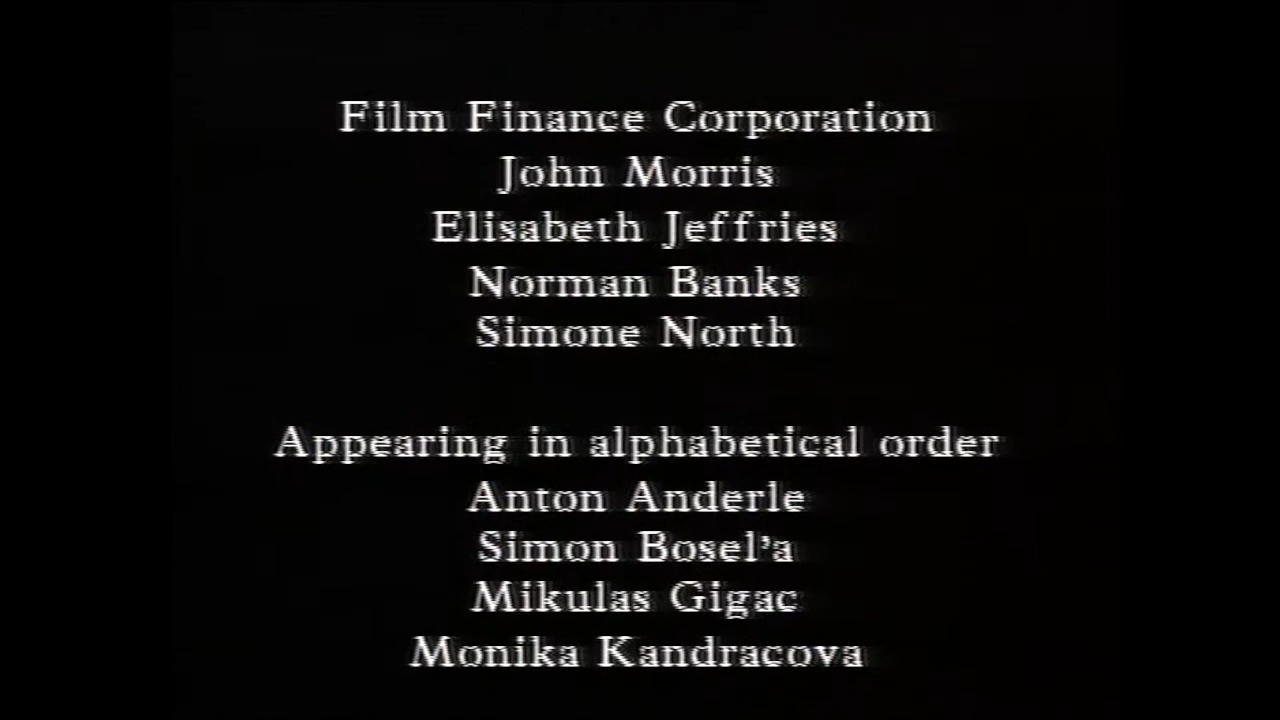 Film Finance Corporation
John Morris
Elisabeth Jeffries
Norman Banks
Simone North
Appearing in alphabetical order
Anton Anderle
Simon Bosel'a
Mikulas Gigac
Monika Kandracova